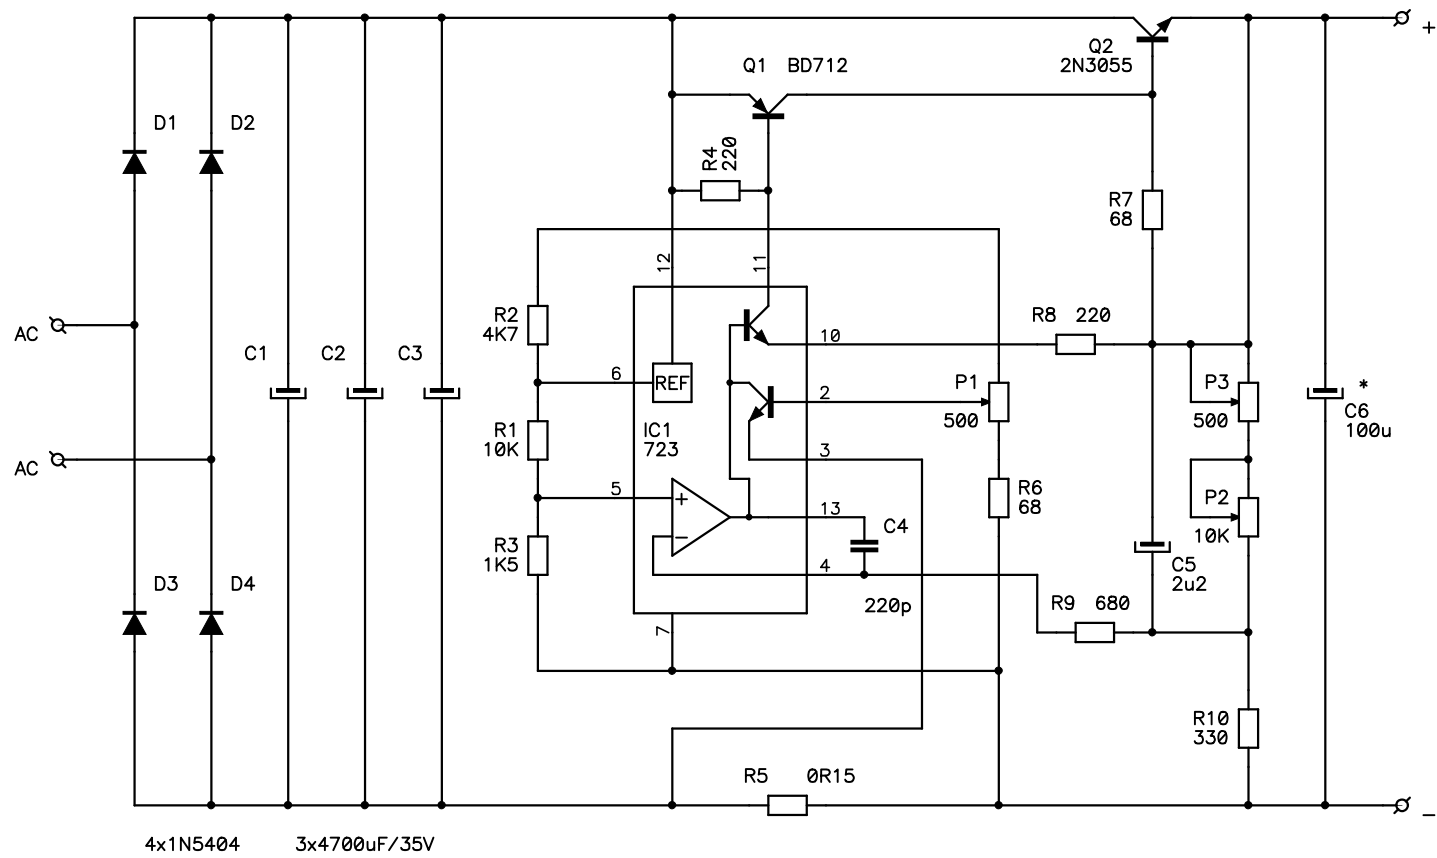 +
Q2
2N3055
Q1 BD712
D1
D2
R4
220
R7
68
12
11
R2
4K7
R8 220
AC
10
C1
C2
C3
6
REF
2
P1
500
P3
500
*
C6
100u
R1
10K
IC1
723
3
AC
5
+
−
13
C4
R6
68
P2
10K
R3
1K5
4
220p
C5
2u2
D3
D4
R9 680
7
R10
330
R5 0R15
−
4x1N5404
3x4700uF/35V